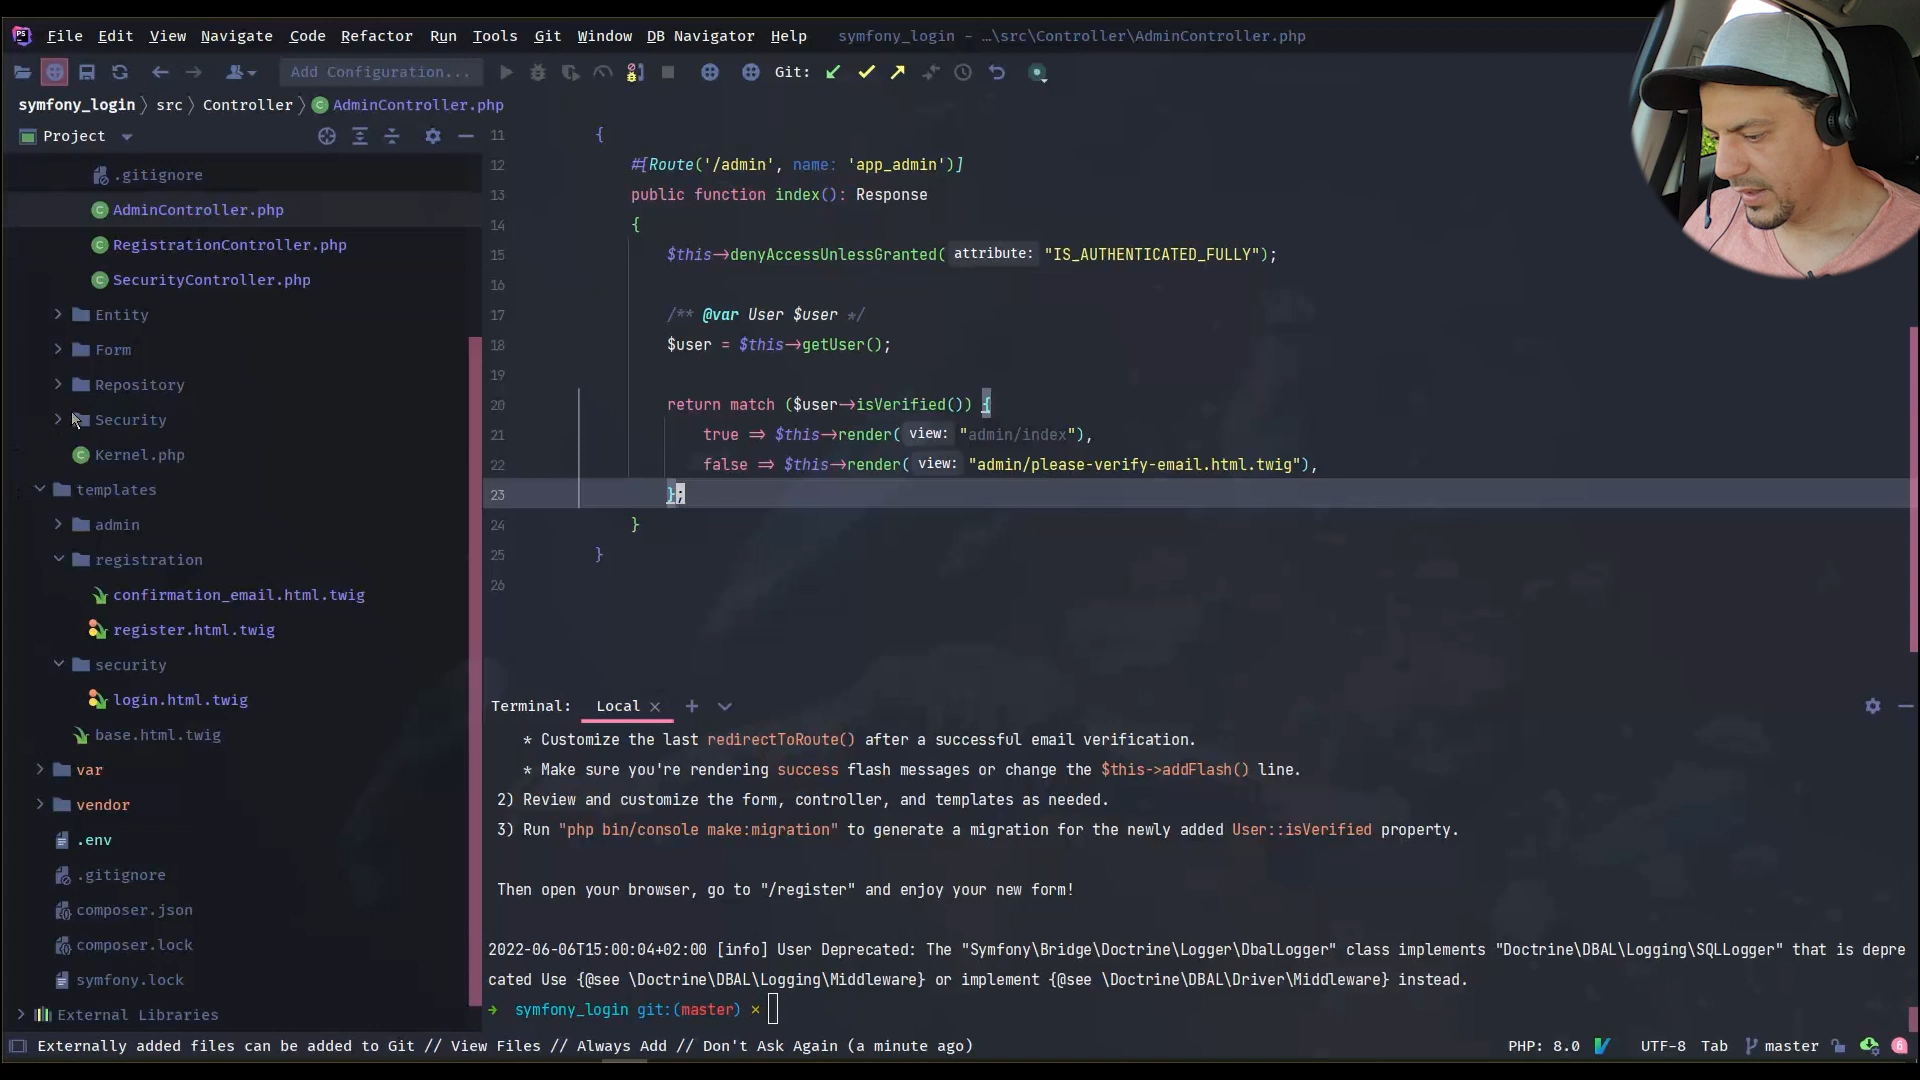 PS File Edit View Navigate Code Refactor Run Tools Git Window DB Navigator Help symfony_login - …\src\Controller\AdminController.php
Add Configuration... Git:
symfony_login 〉 src 〉 Controller 〉 AdminController.php
Project
.gitignore
AdminController.php
RegistrationController.php
SecurityController.php
Entity
Form
Repository
Security
Kernel.php
templates
admin
registration
confirmation_email.html.twig
register.html.twig
security
login.html.twig
base.html.twig
var
vendor
.env
.gitignore
composer.json
composer.lock
symfony.lock
External Libraries
11 {
12 #[Route('/admin', name: 'app_admin')]
13 public function index(): Response
14 {
15 $this->denyAccessUnlessGranted( attribute: "IS_AUTHENTICATED_FULLY");
16
17 /** @var User $user */
18 $user = $this->getUser();
19
20 return match ($user->isVerified()) {
21 true => $this->render( view: "admin/index"),
22 false => $this->render( view: "admin/please-verify-email.html.twig"),
23 };
24 }
25 }
26
Terminal: Local
* Customize the last redirectToRoute() after a successful email verification.
* Make sure you're rendering success flash messages or change the $this->addFlash() line.
2) Review and customize the form, controller, and templates as needed.
3) Run "php bin/console make:migration" to generate a migration for the newly added User::isVerified property.
Then open your browser, go to "/register" and enjoy your new form!
2022-06-06T15:00:04+02:00 [info] User Deprecated: The "Symfony\Bridge\Doctrine\Logger\DbalLogger" class implements "Doctrine\DBAL\Logging\SQLLogger" that is depre
cated Use {@see \Doctrine\DBAL\Logging\Middleware} or implement {@see \Doctrine\DBAL\Driver\Middleware} instead.
→ symfony_login git:(master) ×
Externally added files can be added to Git // View Files // Always Add // Don't Ask Again (a minute ago) PHP: 8.0 UTF-8 Tab master 6